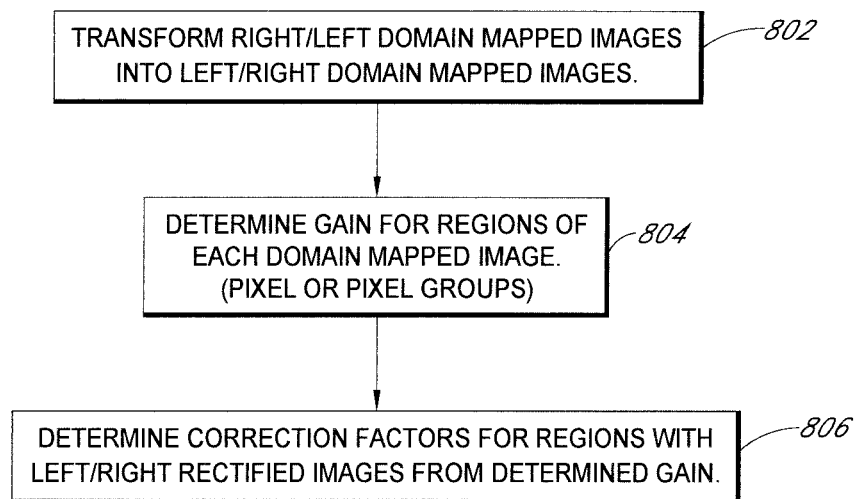 TRANSFORM RIGHT/LEFT DOMAIN MAPPED IMAGES
INTO LEFT/RIGHT DOMAIN MAPPED IMAGES.
802
DETERMINE GAIN FOR REGIONS OF
EACH DOMAIN MAPPED IMAGE.
(PIXEL OR PIXEL GROUPS)
804
DETERMINE CORRECTION FACTORS FOR REGIONS WITH
LEFT/RIGHT RECTIFIED IMAGES FROM DETERMINED GAIN.
806